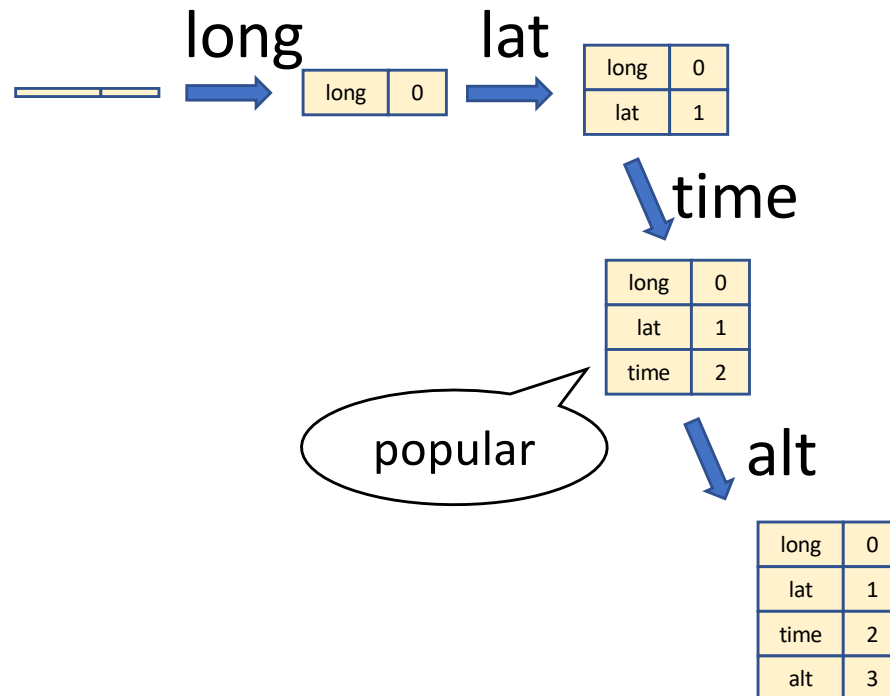 long
lat
long 0
long 0
lat 1
time
long 0
lat 1
time 2
popular
alt
long 0
lat 1
time 2
alt 3